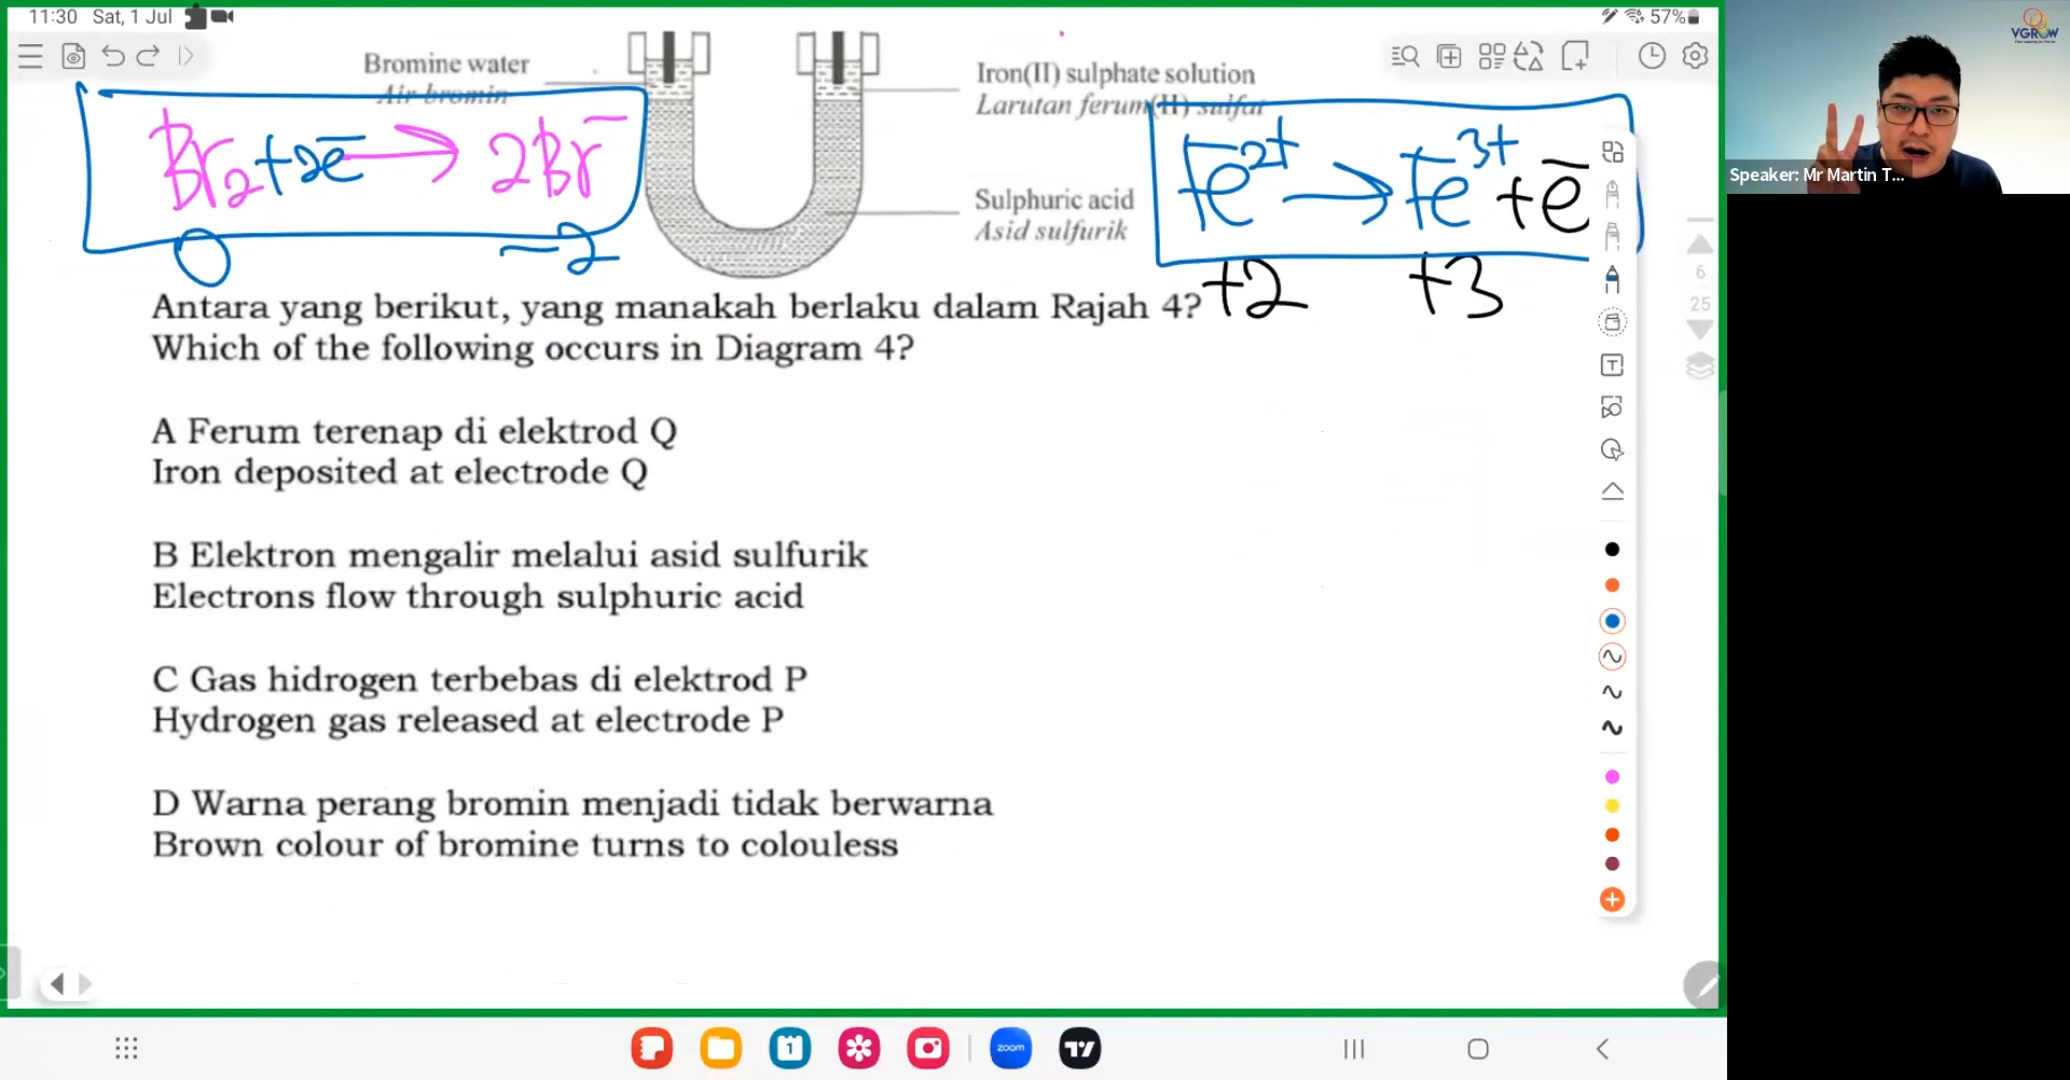 11:30 Sat, 1 Jul
57%
VGROW
Speaker: Mr Martin T...
Bromine water
Air bromin
Iron(II) sulphate solution
Larutan ferum(II) sulfat
Br₂ + 2e⁻ → 2Br⁻
0 -2
Fe²⁺ → Fe³⁺ + e⁻
+2 +3
Sulphuric acid
Asid sulfurik
Antara yang berikut, yang manakah berlaku dalam Rajah 4?
Which of the following occurs in Diagram 4?
A Ferum terenap di elektrod Q
Iron deposited at electrode Q
B Elektron mengalir melalui asid sulfurik
Electrons flow through sulphuric acid
C Gas hidrogen terbebas di elektrod P
Hydrogen gas released at electrode P
D Warna perang bromin menjadi tidak berwarna
Brown colour of bromine turns to colouless
6
25
T
1
zoom